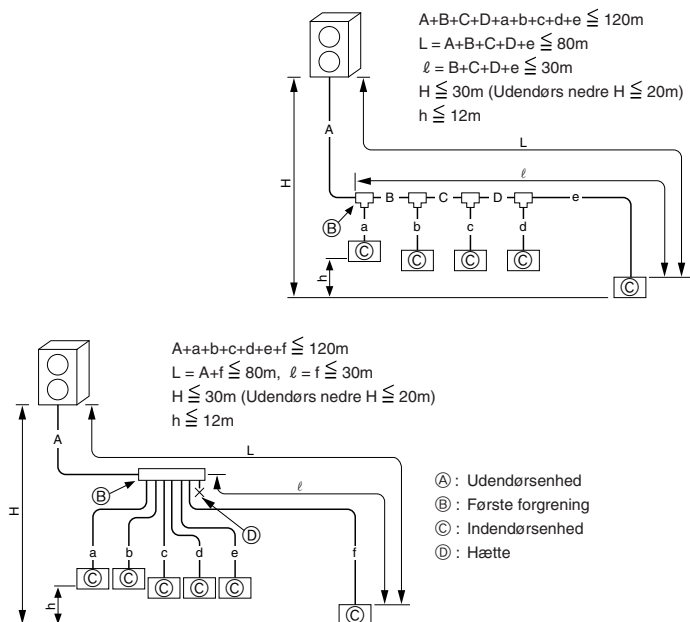 A+B+C+D+a+b+c+d+e ≦ 120m
L = A+B+C+D+e ≦ 80m
ℓ = B+C+D+e ≦ 30m
H ≦ 30m (Udendørs nedre H ≦ 20m)
h ≦ 12m
A
L
H
ℓ
B C D e
Ⓑ
a b c d
Ⓒ Ⓒ Ⓒ Ⓒ
h
Ⓒ
A+a+b+c+d+e+f ≦ 120m
L = A+f ≦ 80m, ℓ = f ≦ 30m
H ≦ 30m (Udendørs nedre H ≦ 20m)
h ≦ 12m
A
L
H
Ⓑ
ℓ
Ⓓ
a b c d e f
Ⓒ Ⓒ Ⓒ Ⓒ Ⓒ
h
Ⓒ
Ⓐ : Udendørsenhed
Ⓑ : Første forgrening
Ⓒ : Indendørsenhed
Ⓓ : Hætte